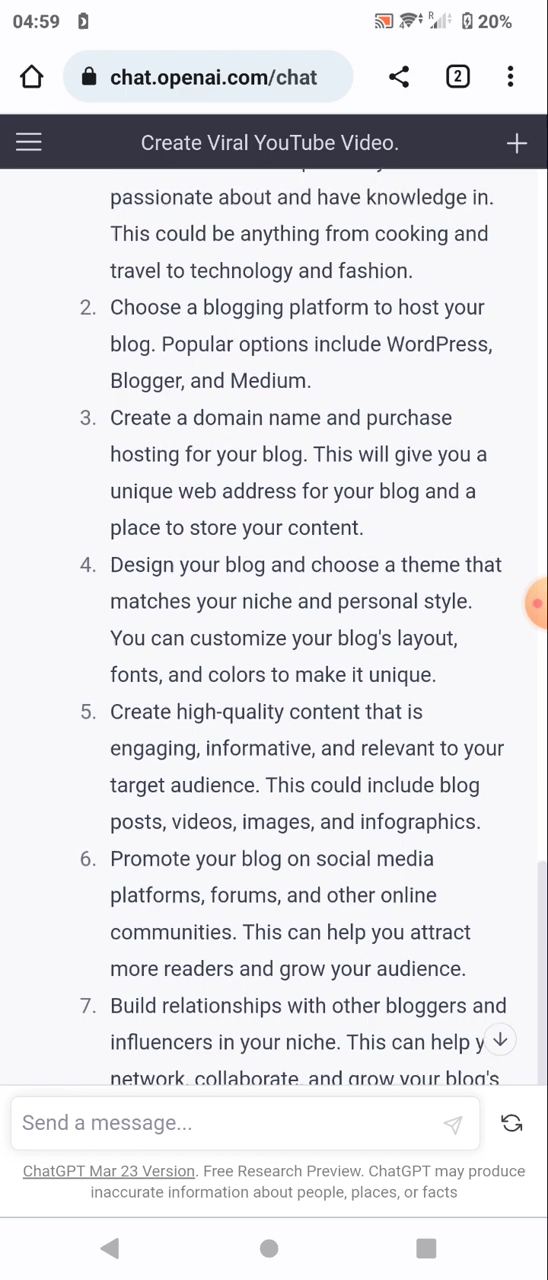 04:59
R
20%
chat.openai.com/chat
2
Create Viral YouTube Video.
passionate about and have knowledge in.
This could be anything from cooking and
travel to technology and fashion.
2. Choose a blogging platform to host your
blog. Popular options include WordPress,
Blogger, and Medium.
3. Create a domain name and purchase
hosting for your blog. This will give you a
unique web address for your blog and a
place to store your content.
4. Design your blog and choose a theme that
matches your niche and personal style.
You can customize your blog's layout,
fonts, and colors to make it unique.
5. Create high-quality content that is
engaging, informative, and relevant to your
target audience. This could include blog
posts, videos, images, and infographics.
6. Promote your blog on social media
platforms, forums, and other online
communities. This can help you attract
more readers and grow your audience.
7. Build relationships with other bloggers and
influencers in your niche. This can help y
network, collaborate, and grow your blog's
Send a message...
ChatGPT Mar 23 Version. Free Research Preview. ChatGPT may produce
inaccurate information about people, places, or facts